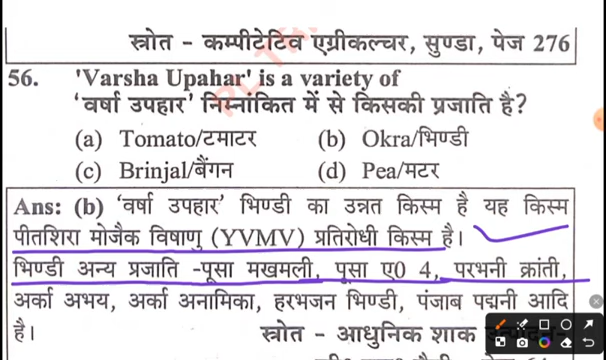 स्त्रोत - कम्पीटेटिव एग्रीकल्चर, सुण्डा, पेज 276
56. 'Varsha Upahar' is a variety of
'वर्षा उपहार' निम्नांकित में से किसकी प्रजाति है?
(a) Tomato/टमाटर (b) Okra/भिण्डी
(c) Brinjal/बैंगन (d) Pea/मटर
Ans: (b) 'वर्षा उपहार' भिण्डी का उन्नत किस्म है यह किस्म
पीतशिरा मोजैक विषाणु (YVMV) प्रतिरोधी किस्म है।
भिण्डी अन्य प्रजाति -पूसा मखमली, पूसा ए0 4, परभनी क्रांती,
अर्का अभय, अर्का अनामिका, हरभजन भिण्डी, पंजाब पद्मनी आदि
है। स्त्रोत - आधुनिक शाक